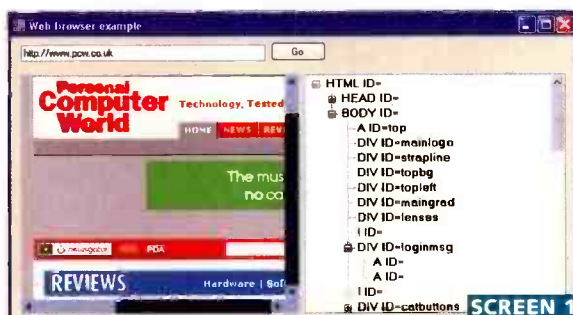 Web browser example
http://www.pcw.co.uk
Go
Personal
Computer
World
Technology, Tested
HOME NEWS REVI
The mus
no ca
PDA
REVIEWS
Hardware | Sof
HTML ID=
HEAD ID=
BODY ID=
A ID=top
DIV ID=mainlogo
DIV ID=strapline
DIV ID=topbg
DIV ID=topleft
DIV ID=maingrad
DIV ID=lenses
! ID=
DIV ID=loginmsg
A ID=
A ID=
! ID=
DIV ID=catbuttons
SCREEN 1